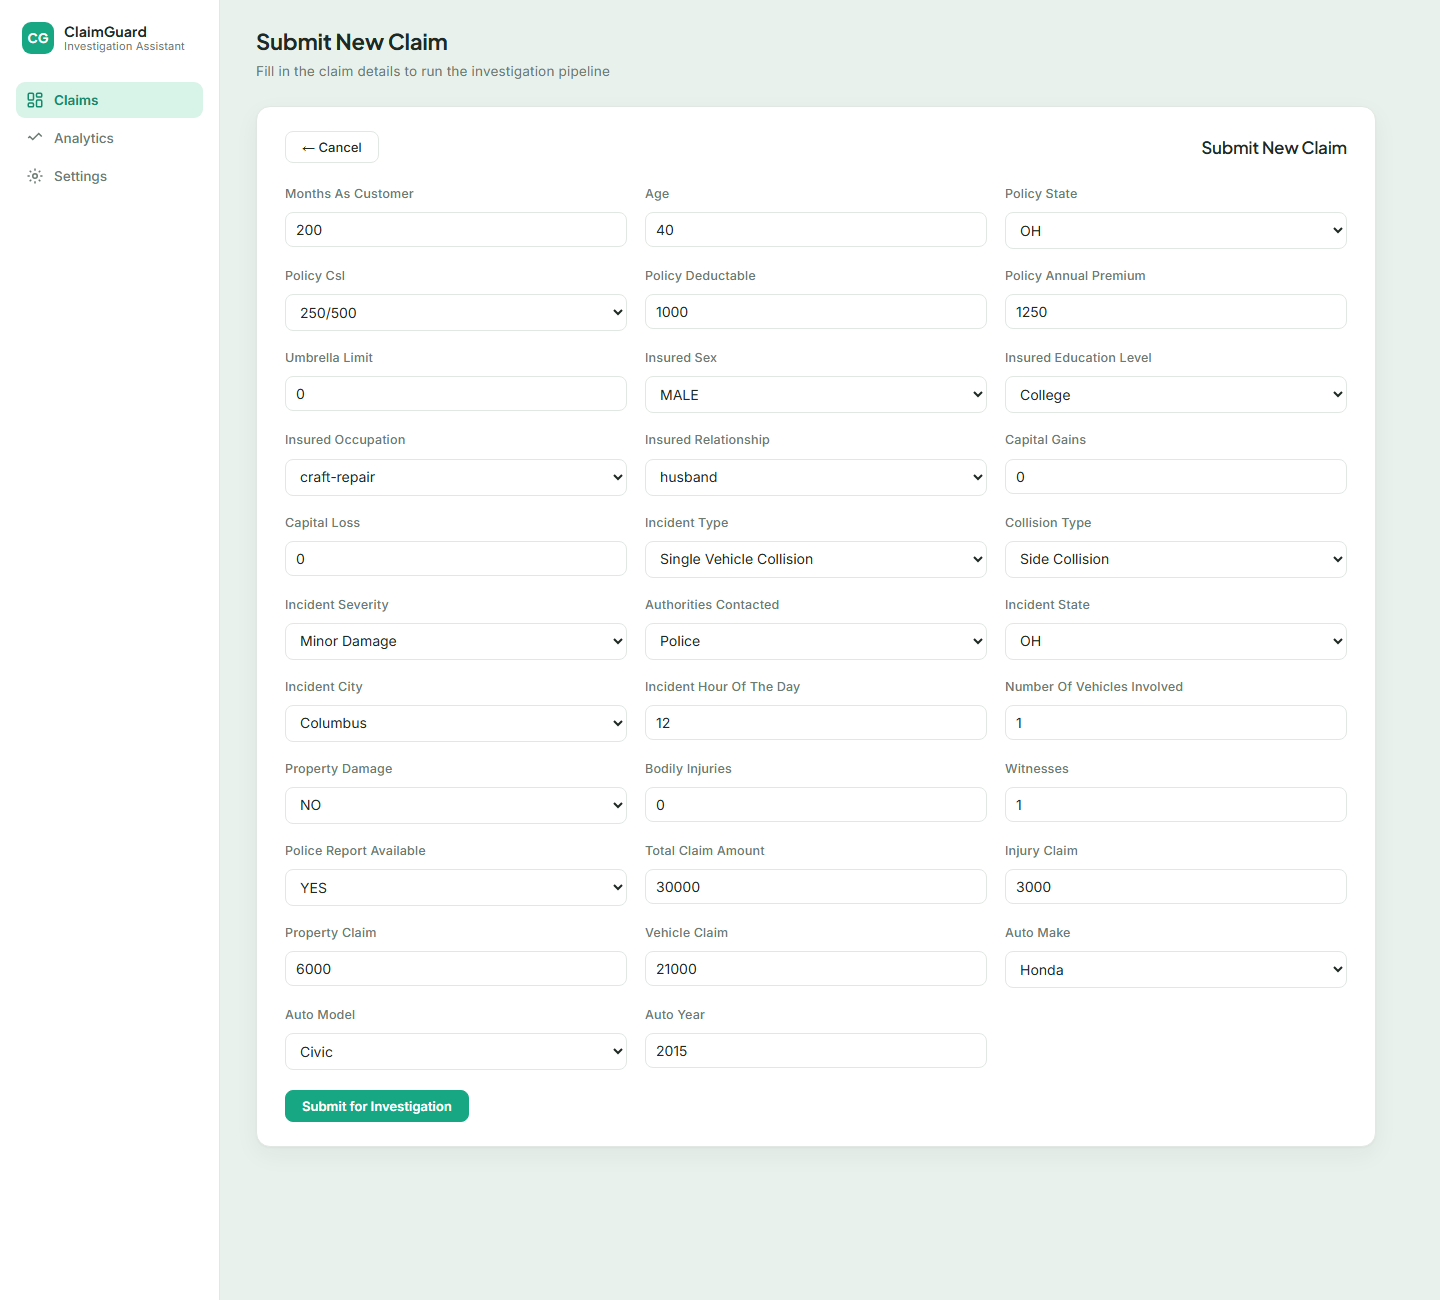 CG
ClaimGuard
Investigation Assistant
Claims
Analytics
Settings
Submit New Claim
Fill in the claim details to run the investigation pipeline
← Cancel
Submit New Claim
Months As Customer
200
Age
40
Policy State
OH
Policy Csl
250/500
Policy Deductable
1000
Policy Annual Premium
1250
Umbrella Limit
0
Insured Sex
MALE
Insured Education Level
College
Insured Occupation
craft-repair
Insured Relationship
husband
Capital Gains
0
Capital Loss
0
Incident Type
Single Vehicle Collision
Collision Type
Side Collision
Incident Severity
Minor Damage
Authorities Contacted
Police
Incident State
OH
Incident City
Columbus
Incident Hour Of The Day
12
Number Of Vehicles Involved
1
Property Damage
NO
Bodily Injuries
0
Witnesses
1
Police Report Available
YES
Total Claim Amount
30000
Injury Claim
3000
Property Claim
6000
Vehicle Claim
21000
Auto Make
Honda
Auto Model
Civic
Auto Year
2015
Submit for Investigation